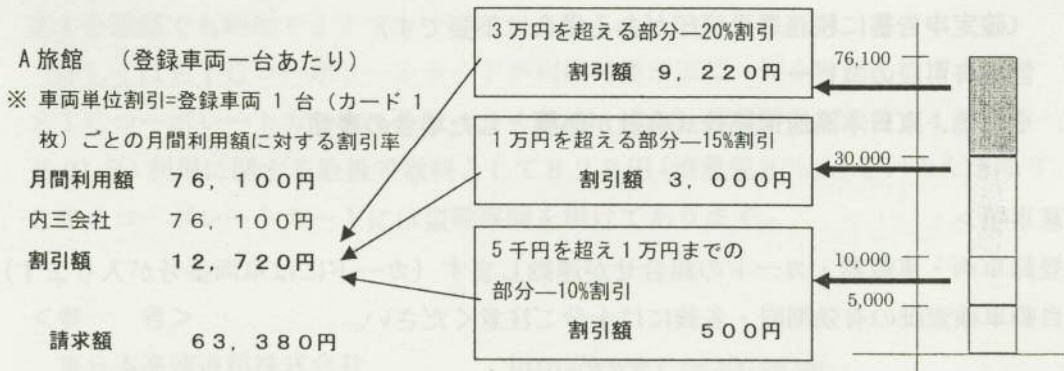 A旅館 （登録車両一台あたり）
※ 車両単位割引=登録車両 1 台（カード 1
枚）ごとの月間利用額に対する割引率
月間利用額 76,100円
内三会社 76,100円
割引額 12,720円
請求額 63,380円
3万円を超える部分―20%割引
割引額 9,220円
1万円を超える部分―15%割引
割引額 3,000円
5千円を超え1万円までの
部分―10%割引
割引額 500円
76,100
30,000
10,000
5,000